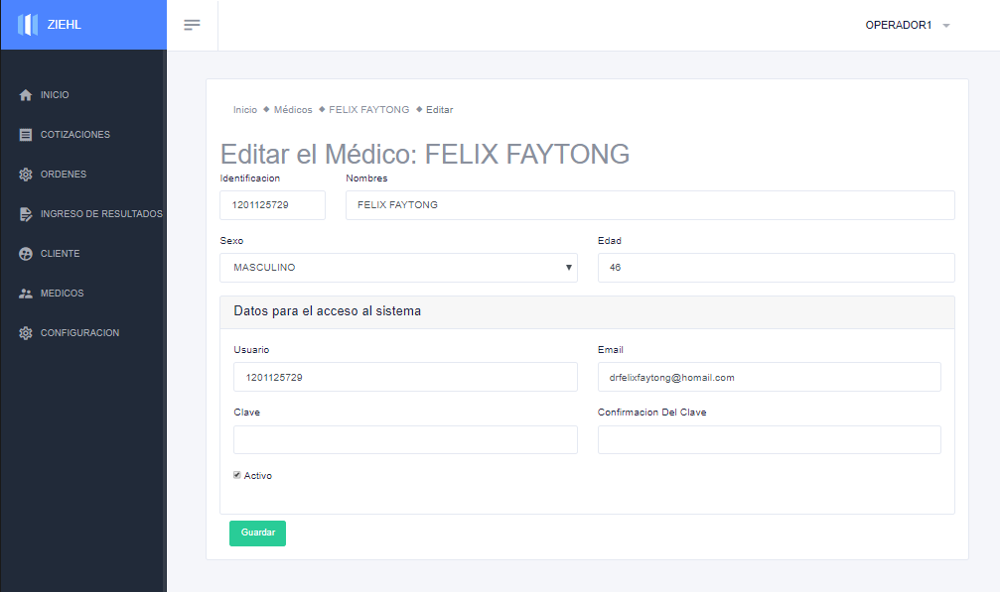 ZIEHL
OPERADOR1
INICIO
COTIZACIONES
ORDENES
INGRESO DE RESULTADOS
CLIENTE
MEDICOS
CONFIGURACION
Inicio ◆ Médicos ◆ FELIX FAYTONG ◆ Editar
Editar el Médico: FELIX FAYTONG
Identificacion Nombres
1201125729 FELIX FAYTONG
Sexo Edad
MASCULINO 46
Datos para el acceso al sistema
Usuario Email
1201125729 drfelixfaytong@homail.com
Clave Confirmacion Del Clave
Activo
Guardar